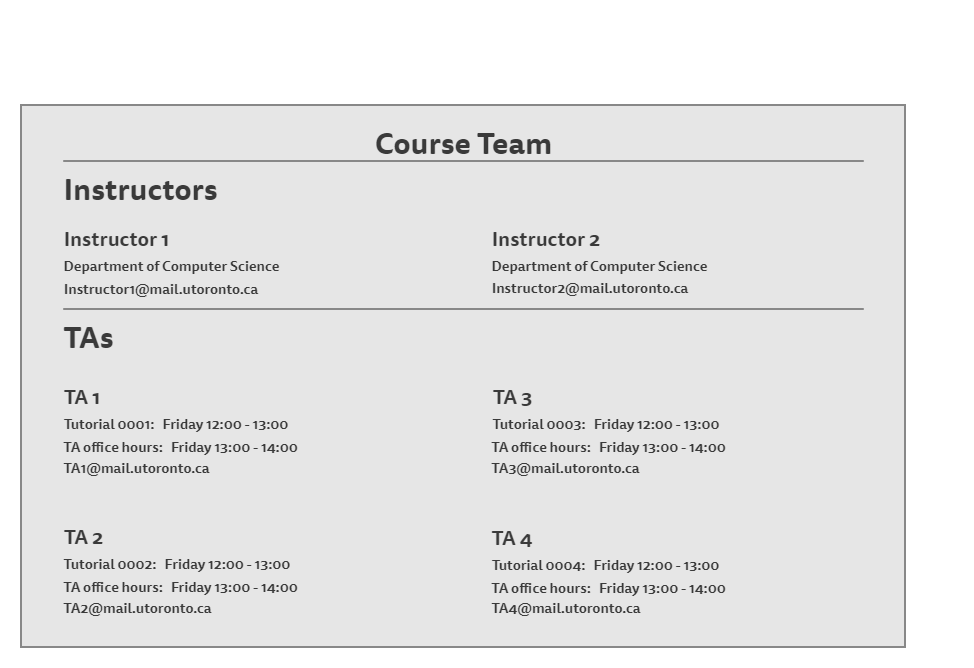 Course Team
Instructors
Instructor 1
Department of Computer Science
Instructor1@mail.utoronto.ca
Instructor 2
Department of Computer Science
Instructor2@mail.utoronto.ca
TAs
TA 1
Tutorial 0001: Friday 12:00 - 13:00
TA office hours: Friday 13:00 - 14:00
TA1@mail.utoronto.ca
TA 3
Tutorial 0003: Friday 12:00 - 13:00
TA office hours: Friday 13:00 - 14:00
TA3@mail.utoronto.ca
TA 2
Tutorial 0002: Friday 12:00 - 13:00
TA office hours: Friday 13:00 - 14:00
TA2@mail.utoronto.ca
TA 4
Tutorial 0004: Friday 12:00 - 13:00
TA office hours: Friday 13:00 - 14:00
TA4@mail.utoronto.ca